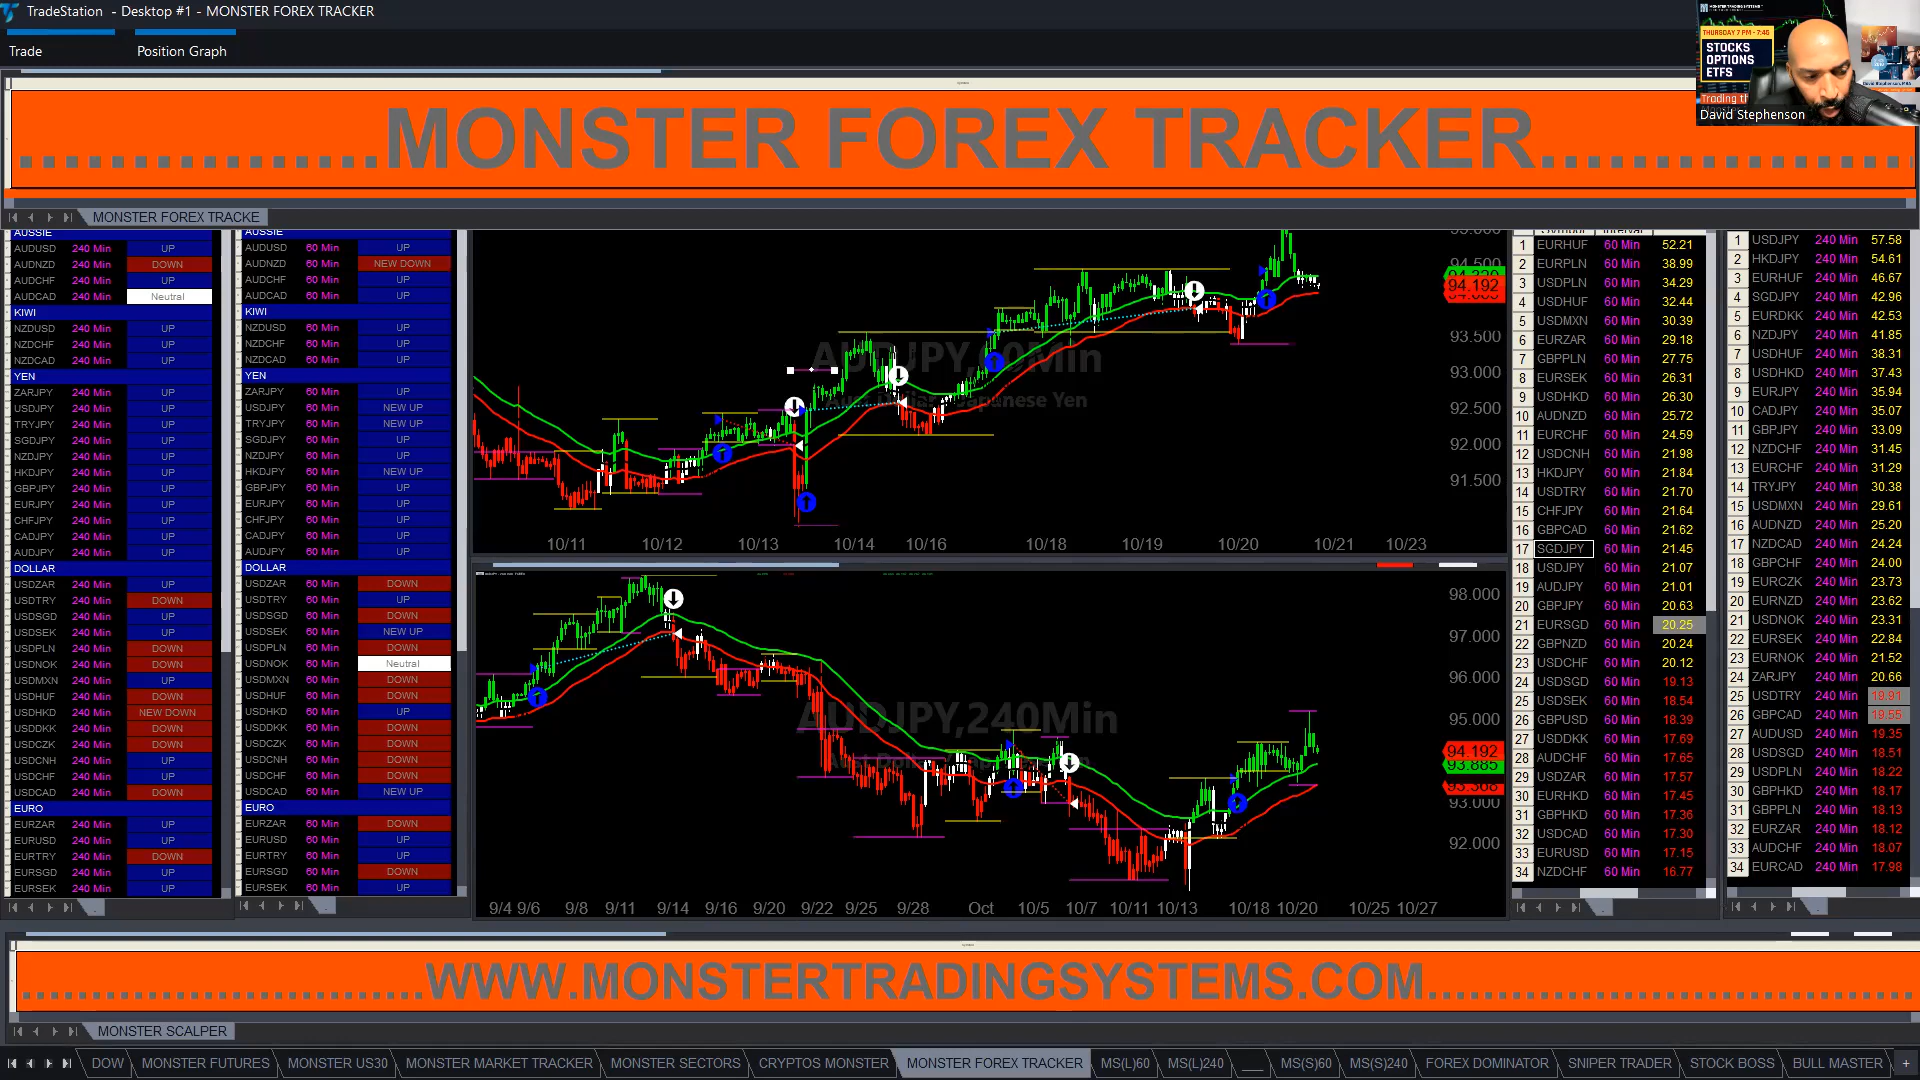 TradeStation - Desktop #1 - MONSTER FOREX TRACKER
Trade
Position Graph
THURSDAY 7 PM - 7:45
STOCKS
OPTIONS
ETFS
Trading th
David Stephenson
................MONSTER FOREX TRACKER................
MONSTER FOREX TRACKE
AUSSIE
AUDUSD 240 Min UP
AUDNZD 240 Min DOWN
AUDCHF 240 Min UP
AUDCAD 240 Min Neutral
KIWI
NZDUSD 240 Min UP
NZDCHF 240 Min UP
NZDCAD 240 Min UP
YEN
ZARJPY 240 Min UP
USDJPY 240 Min UP
TRYJPY 240 Min UP
SGDJPY 240 Min UP
NZDJPY 240 Min UP
HKDJPY 240 Min UP
GBPJPY 240 Min UP
EURJPY 240 Min UP
CHFJPY 240 Min UP
CADJPY 240 Min UP
AUDJPY 240 Min UP
DOLLAR
USDZAR 240 Min UP
USDTRY 240 Min DOWN
USDSGD 240 Min UP
USDSEK 240 Min UP
USDPLN 240 Min DOWN
USDNOK 240 Min DOWN
USDMXN 240 Min UP
USDHUF 240 Min DOWN
USDHKD 240 Min NEW DOWN
USDDKK 240 Min DOWN
USDCZK 240 Min DOWN
USDCNH 240 Min UP
USDCHF 240 Min UP
USDCAD 240 Min DOWN
EURO
EURZAR 240 Min UP
EURUSD 240 Min UP
EURTRY 240 Min DOWN
EURSGD 240 Min UP
EURSEK 240 Min UP
AUSSIE
AUDUSD 60 Min UP
AUDNZD 60 Min NEW DOWN
AUDCHF 60 Min UP
AUDCAD 60 Min UP
KIWI
NZDUSD 60 Min UP
NZDCHF 60 Min UP
NZDCAD 60 Min UP
YEN
ZARJPY 60 Min UP
USDJPY 60 Min NEW UP
TRYJPY 60 Min NEW UP
SGDJPY 60 Min UP
NZDJPY 60 Min UP
HKDJPY 60 Min NEW UP
GBPJPY 60 Min UP
EURJPY 60 Min UP
CHFJPY 60 Min UP
CADJPY 60 Min UP
AUDJPY 60 Min UP
DOLLAR
USDZAR 60 Min DOWN
USDTRY 60 Min UP
USDSGD 60 Min DOWN
USDSEK 60 Min NEW UP
USDPLN 60 Min DOWN
USDNOK 60 Min Neutral
USDMXN 60 Min DOWN
USDHUF 60 Min DOWN
USDHKD 60 Min UP
USDDKK 60 Min DOWN
USDCZK 60 Min DOWN
USDCNH 60 Min DOWN
USDCHF 60 Min DOWN
USDCAD 60 Min NEW UP
EURO
EURZAR 60 Min DOWN
EURUSD 60 Min UP
EURTRY 60 Min UP
EURSGD 60 Min DOWN
EURSEK 60 Min UP
AUDJPY,60Min
94.500
94.192
93.500
93.000
92.500
92.000
91.500
10/11 10/12 10/13 10/14 10/16 10/18 10/19 10/20 10/21 10/23
AUDJPY,240Min
98.000
97.000
96.000
95.000
94.192
93.885
93.000
92.000
9/4 9/6 9/8 9/11 9/14 9/16 9/20 9/22 9/25 9/28 Oct 10/5 10/7 10/11 10/13 10/18 10/20 10/25 10/27
1 EURHUF 60 Min 52.21
2 EURPLN 60 Min 38.99
3 USDPLN 60 Min 34.29
4 USDHUF 60 Min 32.44
5 USDMXN 60 Min 30.39
6 EURZAR 60 Min 29.18
7 GBPPLN 60 Min 27.75
8 EURSEK 60 Min 26.31
9 USDHKD 60 Min 26.30
10 AUDNZD 60 Min 25.72
11 EURCHF 60 Min 24.59
12 USDCNH 60 Min 21.98
13 HKDJPY 60 Min 21.84
14 USDTRY 60 Min 21.70
15 CHFJPY 60 Min 21.64
16 GBPCAD 60 Min 21.62
17 SGDJPY 60 Min 21.45
18 USDJPY 60 Min 21.07
19 AUDJPY 60 Min 21.01
20 GBPJPY 60 Min 20.63
21 EURSGD 60 Min 20.25
22 GBPNZD 60 Min 20.24
23 USDCHF 60 Min 20.12
24 USDSGD 60 Min 19.13
25 USDSEK 60 Min 18.54
26 GBPUSD 60 Min 18.39
27 USDDKK 60 Min 17.69
28 AUDCHF 60 Min 17.65
29 USDZAR 60 Min 17.57
30 EURHKD 60 Min 17.45
31 GBPHKD 60 Min 17.36
32 USDCAD 60 Min 17.30
33 EURUSD 60 Min 17.15
34 NZDCHF 60 Min 16.77
1 USDJPY 240 Min 57.58
2 HKDJPY 240 Min 54.61
3 EURHUF 240 Min 46.67
4 SGDJPY 240 Min 42.96
5 EURDKK 240 Min 42.53
6 NZDJPY 240 Min 41.85
7 USDHUF 240 Min 38.31
8 USDHKD 240 Min 37.43
9 EURJPY 240 Min 35.94
10 CADJPY 240 Min 35.07
11 GBPJPY 240 Min 33.09
12 NZDCHF 240 Min 31.45
13 EURCHF 240 Min 31.29
14 TRYJPY 240 Min 30.38
15 USDMXN 240 Min 29.61
16 AUDNZD 240 Min 25.20
17 NZDCAD 240 Min 24.24
18 GBPCHF 240 Min 24.00
19 EURCZK 240 Min 23.73
20 EURNZD 240 Min 23.62
21 USDNOK 240 Min 23.31
22 EURSEK 240 Min 22.84
23 EURNOK 240 Min 21.52
24 ZARJPY 240 Min 20.66
25 USDTRY 240 Min 19.91
26 GBPCAD 240 Min 19.55
27 AUDUSD 240 Min 19.35
28 USDSGD 240 Min 18.51
29 USDPLN 240 Min 18.22
30 GBPHKD 240 Min 18.17
31 GBPPLN 240 Min 18.13
32 EURZAR 240 Min 18.12
33 AUDCHF 240 Min 18.07
34 EURCAD 240 Min 17.98
................WWW.MONSTERTRADINGSYSTEMS.COM................
MONSTER SCALPER
DOW MONSTER FUTURES MONSTER US30 MONSTER MARKET TRACKER MONSTER SECTORS CRYPTOS MONSTER MONSTER FOREX TRACKER MS(L)60 MS(L)240 ___ MS(S)60 MS(S)240 FOREX DOMINATOR SNIPER TRADER STOCK BOSS BULL MASTER +